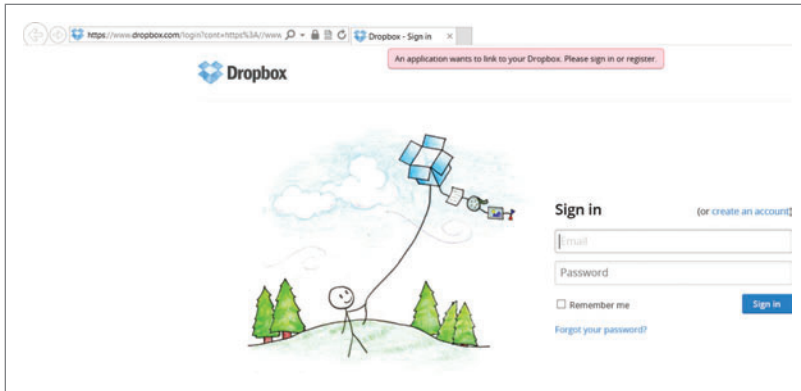 https://www.dropbox.com/login?cont=https%3A//www.
Dropbox - Sign in
An application wants to link to your Dropbox. Please sign in or register.
Dropbox
Sign in
(or create an account)
Email
Password
Remember me
Sign in
Forgot your password?